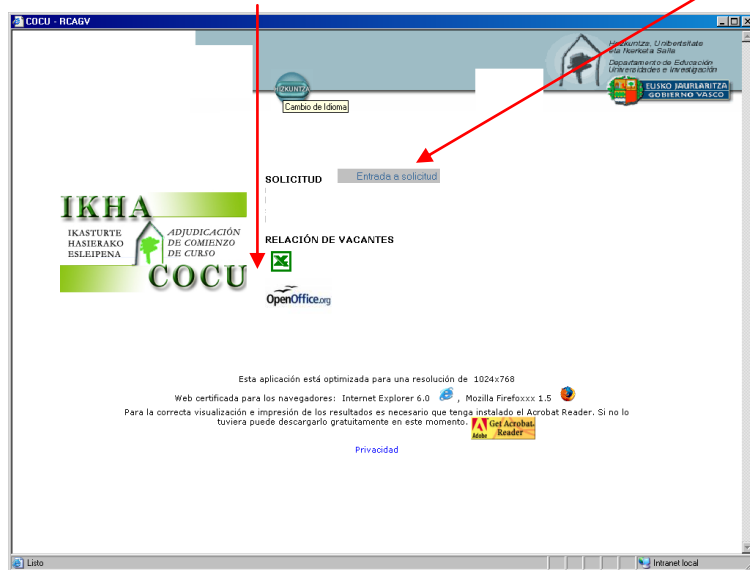 COCU - RCAGV
Hezkuntza, Unibertsitate
eta Ikerketa Saila
Departamento de Educación
Universidades e Investigación
EUSKO JAURLARITZA
GOBIERNO VASCO
HIZKUNTZA
Cambio de Idioma
SOLICITUD
Entrada a solicitud
IKHA
IKASTURTE
HASIERAKO
ESLEIPENA
ADJUDICACIÓN
DE COMIENZO
DE CURSO
COCU
RELACIÓN DE VACANTES
OpenOffice.org
Esta aplicación está optimizada para una resolución de 1024x768
Web certificada para los navegadores: Internet Explorer 6.0 , Mozilla Firefoxxx 1.5
Para la correcta visualización e impresión de los resultados es necesario que tenga instalado el Acrobat Reader. Si no lo
tuviera puede descargarlo gratuitamente en este momento.
Get Acrobat
Adobe Reader
Privacidad
Listo
Intranet local